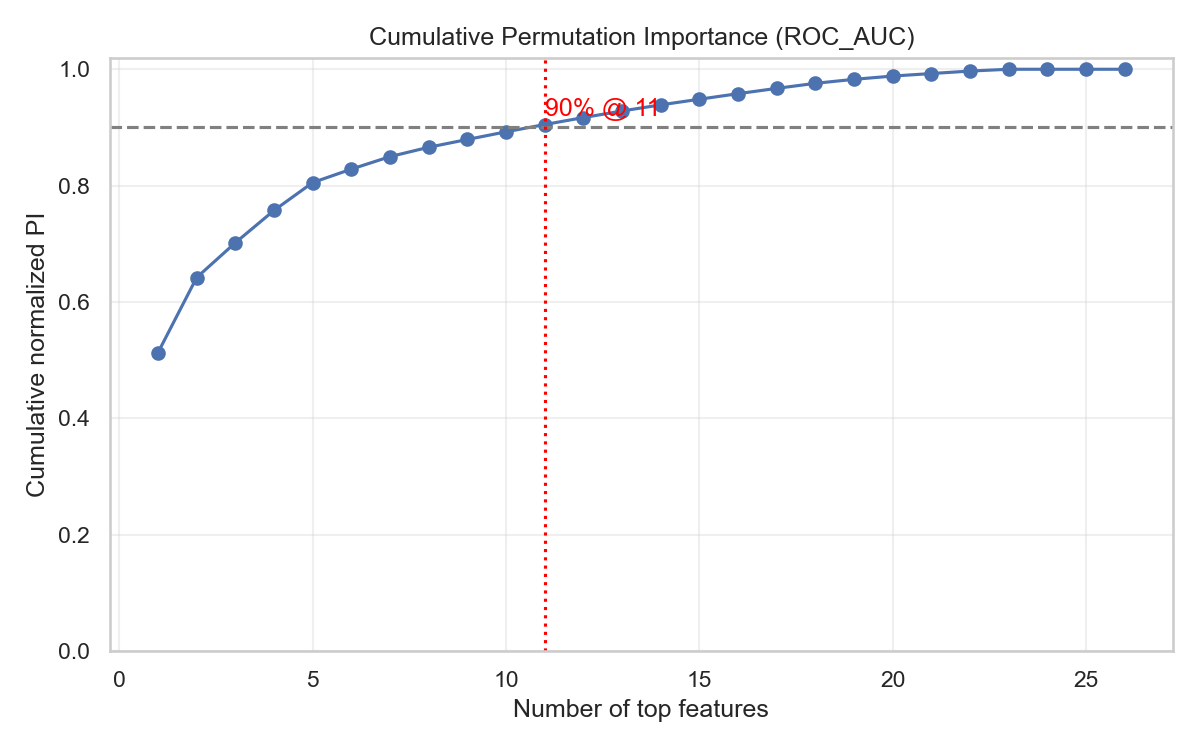 Cumulative Permutation Importance (ROC_AUC)
1.0
90% @ 11
0.8
0.6
0.4
0.2
0.0
Cumulative normalized PI
0 5 10 15 20 25
Number of top features